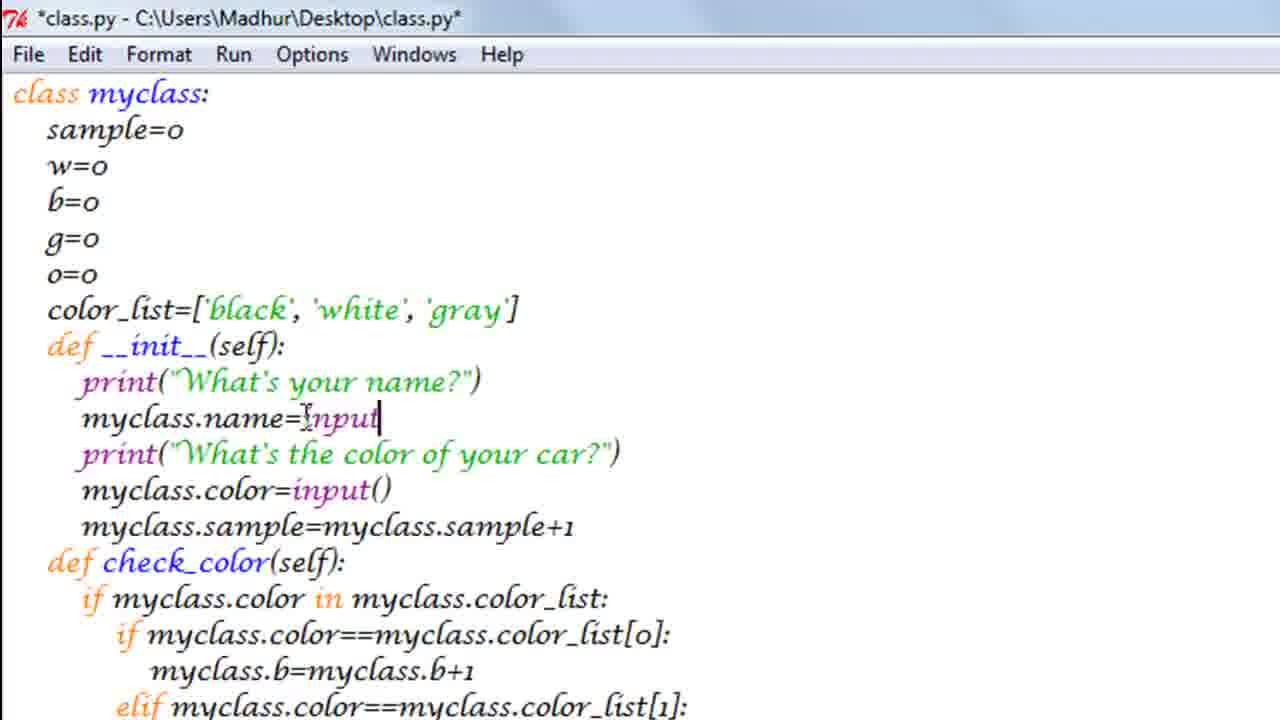 *class.py - C:\Users\Madhur\Desktop\class.py*
File Edit Format Run Options Windows Help
class myclass:
    sample=0
    w=0
    b=0
    g=0
    o=0
    color_list=['black', 'white', 'gray']
    def __init__(self):
        print("What's your name?")
        myclass.name=input
        print("What's the color of your car?")
        myclass.color=input()
        myclass.sample=myclass.sample+1
    def check_color(self):
        if myclass.color in myclass.color_list:
            if myclass.color==myclass.color_list[0]:
                myclass.b=myclass.b+1
            elif myclass.color==myclass.color_list[1]: